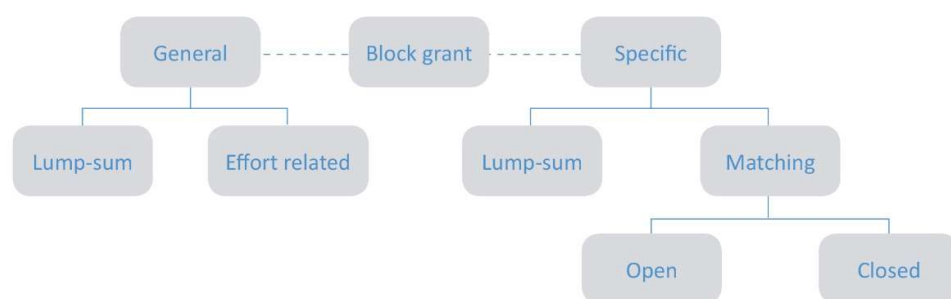 General
Block grant
Specific
Lump-sum
Effort related
Lump-sum
Matching
Open
Closed